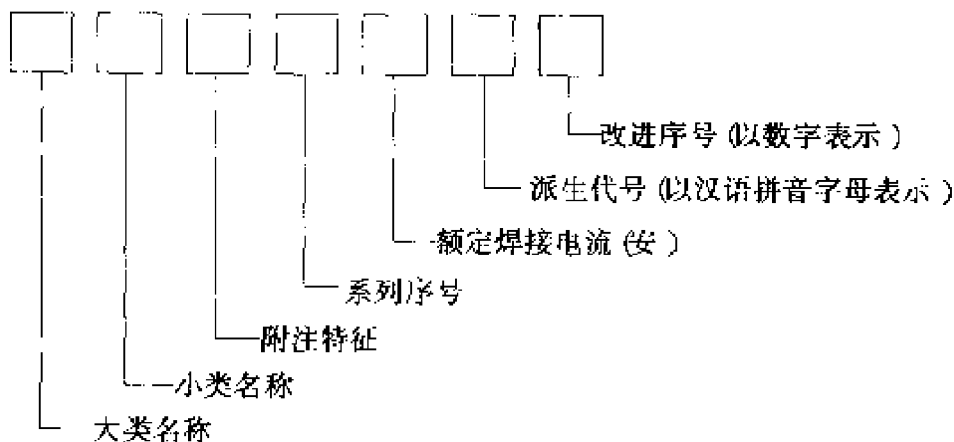 改进序号(以数字表示)
派生代号(以汉语拼音字母表示)
额定焊接电流(安)
系列序号
附注特征
小类名称
大类名称